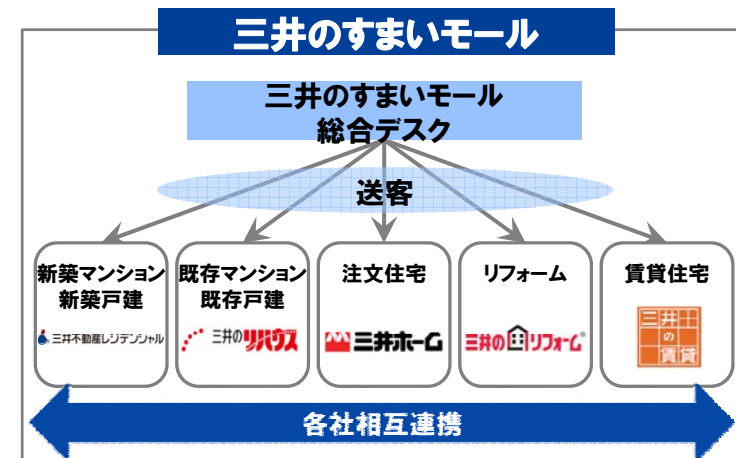 三井のすまいモール
三井のすまいモール
総合デスク
送客
新築マンション
新築戸建
三井不動産レジデンシャル
既存マンション
既存戸建
三井のリハウス
注文住宅
三井ホーム
リフォーム
三井のリフォーム
賃貸住宅
三井
の
賃貸
各社相互連携